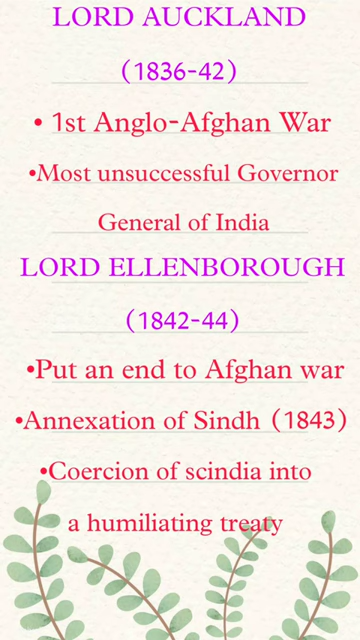 LORD AUCKLAND
(1836-42)
• 1st Anglo-Afghan War
•Most unsuccessful Governor
General of India
LORD ELLENBOROUGH
(1842-44)
•Put an end to Afghan war
•Annexation of Sindh (1843)
•Coercion of scindia into
a humiliating treaty